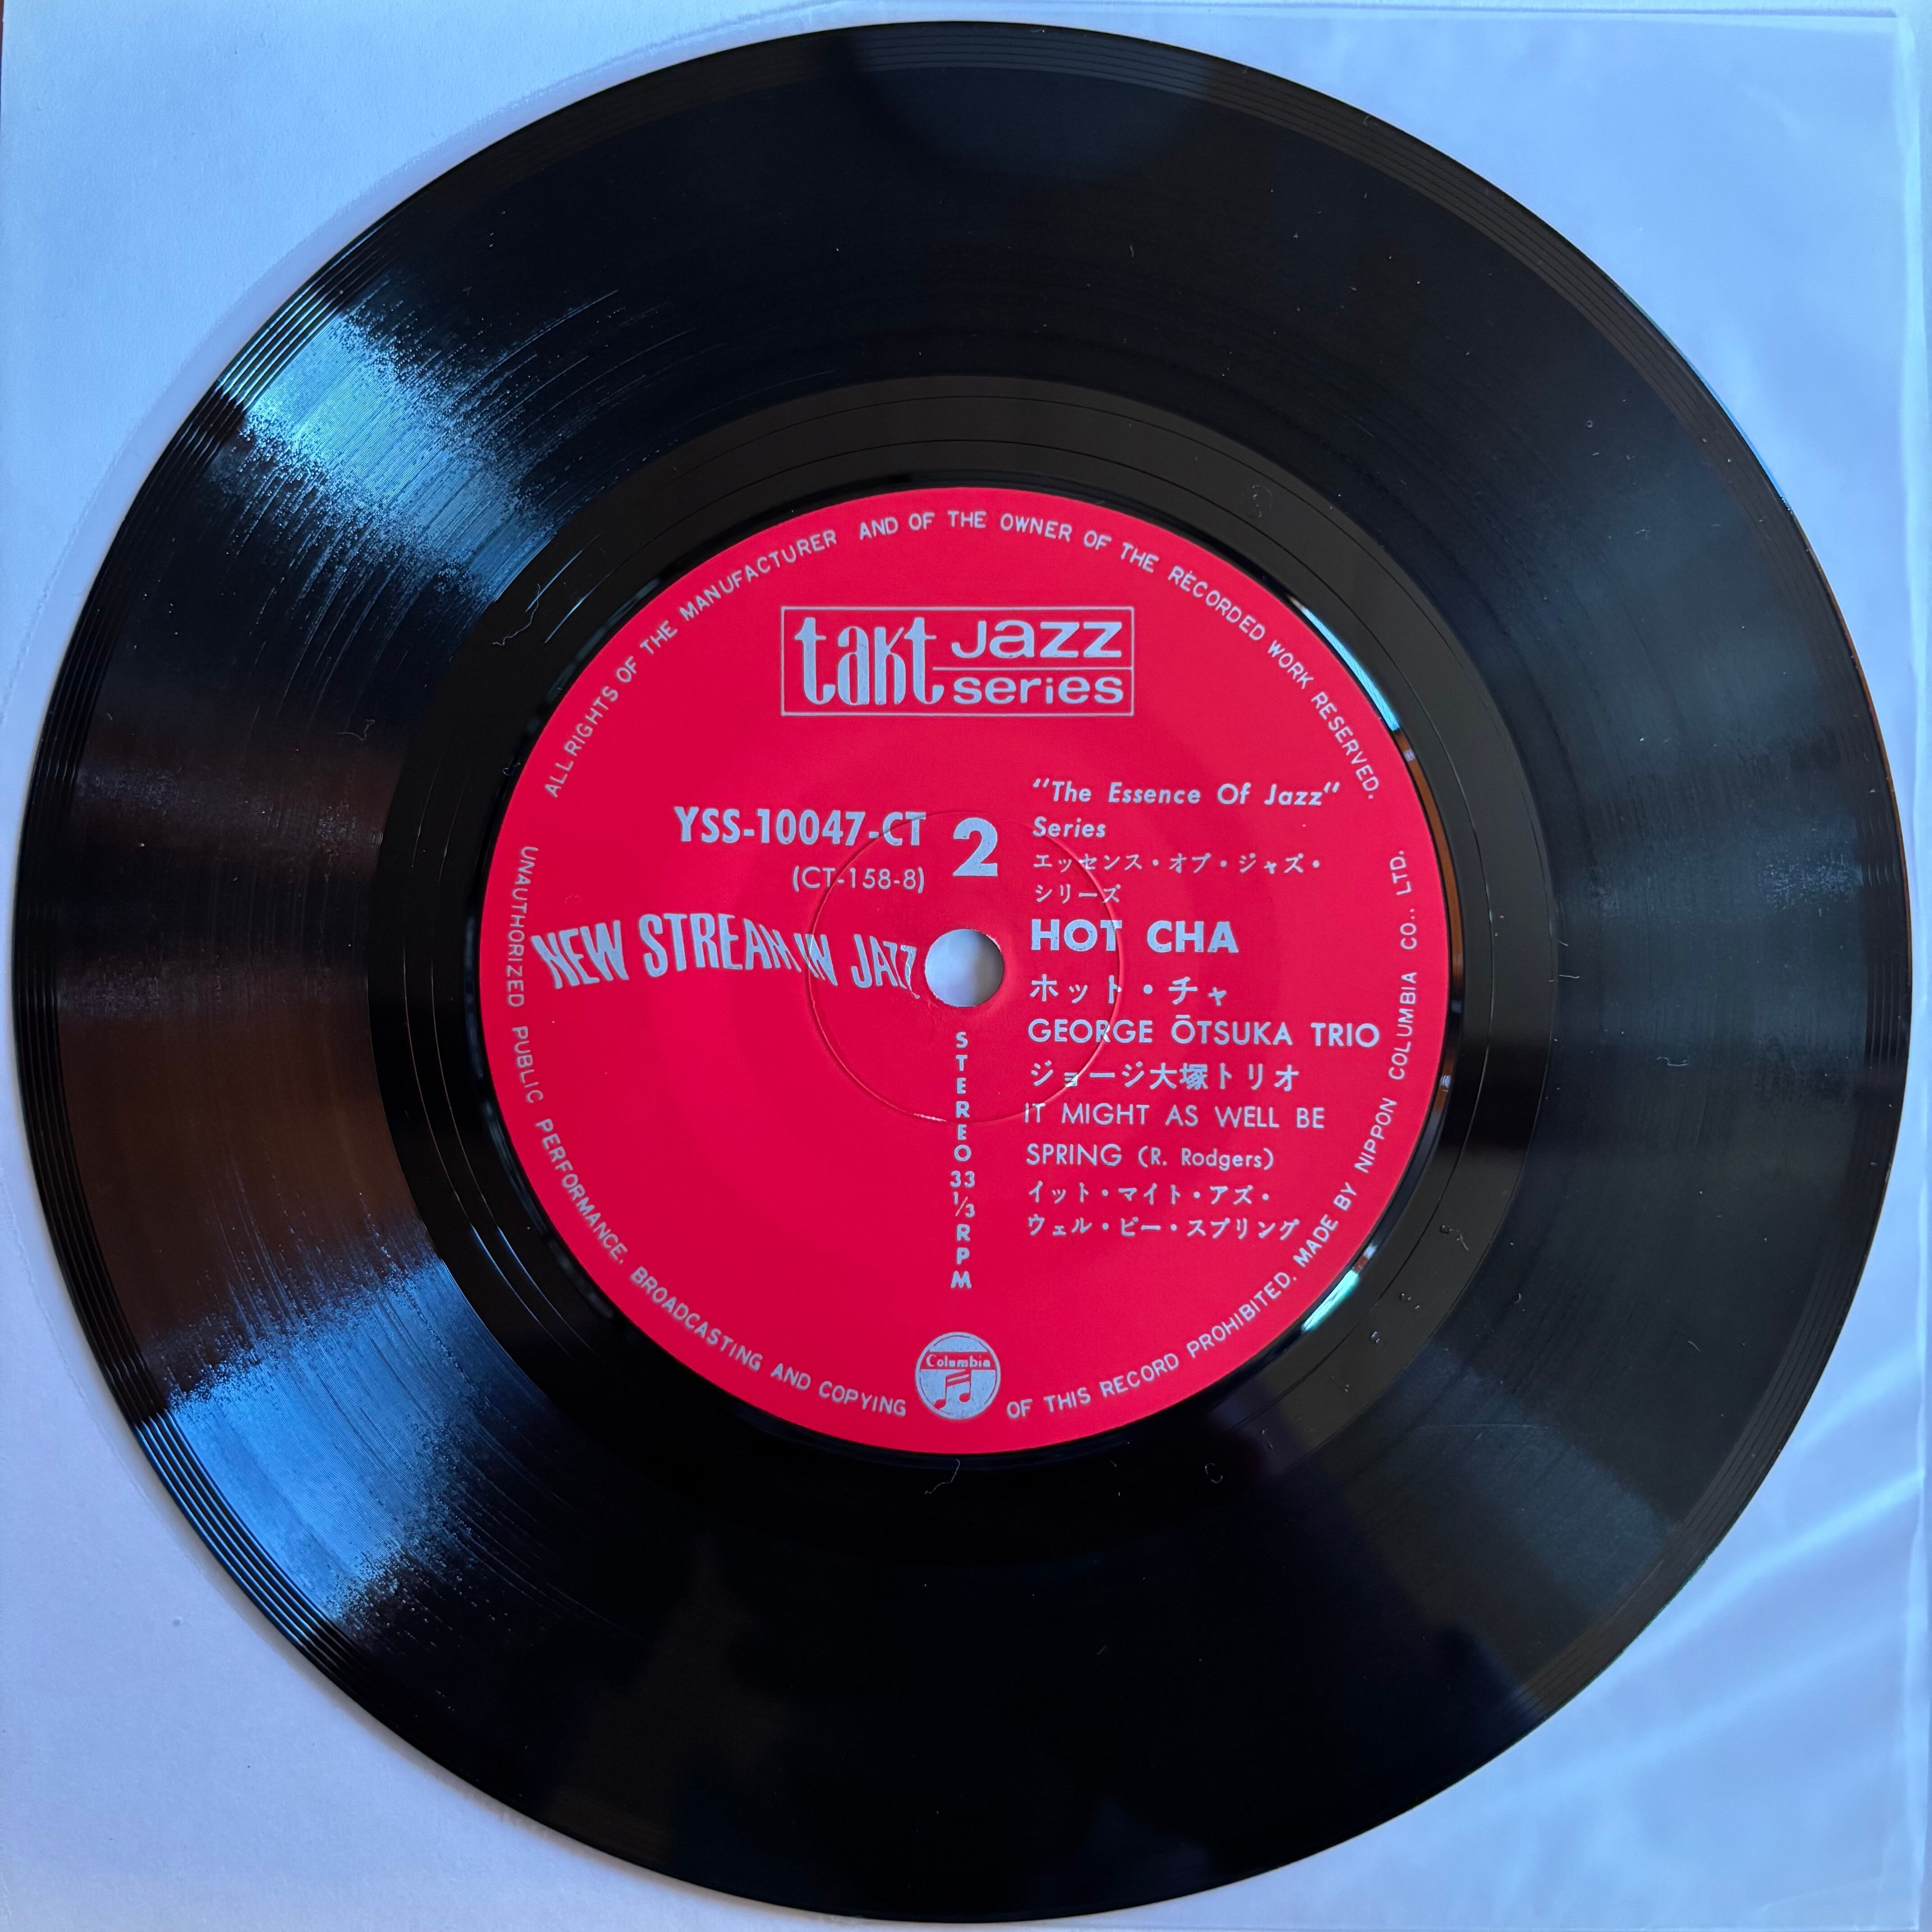 ALL RIGHTS OF THE MANUFACTURER AND OF THE OWNER OF THE RECORDED WORK RESERVED.
takt Jazz series
YSS-10047-CT
(CT-158-8)
2
NEW STREAM IN JAZZ
"The Essence Of Jazz"
Series
エッセンス・オブ・ジャズ・
シリーズ
HOT CHA
ホット・チャ
GEORGE ŌTSUKA TRIO
ジョージ大塚トリオ
IT MIGHT AS WELL BE
SPRING (R. Rodgers)
イット・マイト・アズ・
ウェル・ビー・スプリング
STEREO 33 1/3 RPM
Columbia
UNAUTHORIZED PUBLIC PERFORMANCE, BROADCASTING AND COPYING OF THIS RECORD PROHIBITED. MADE BY NIPPON COLUMBIA CO., LTD.